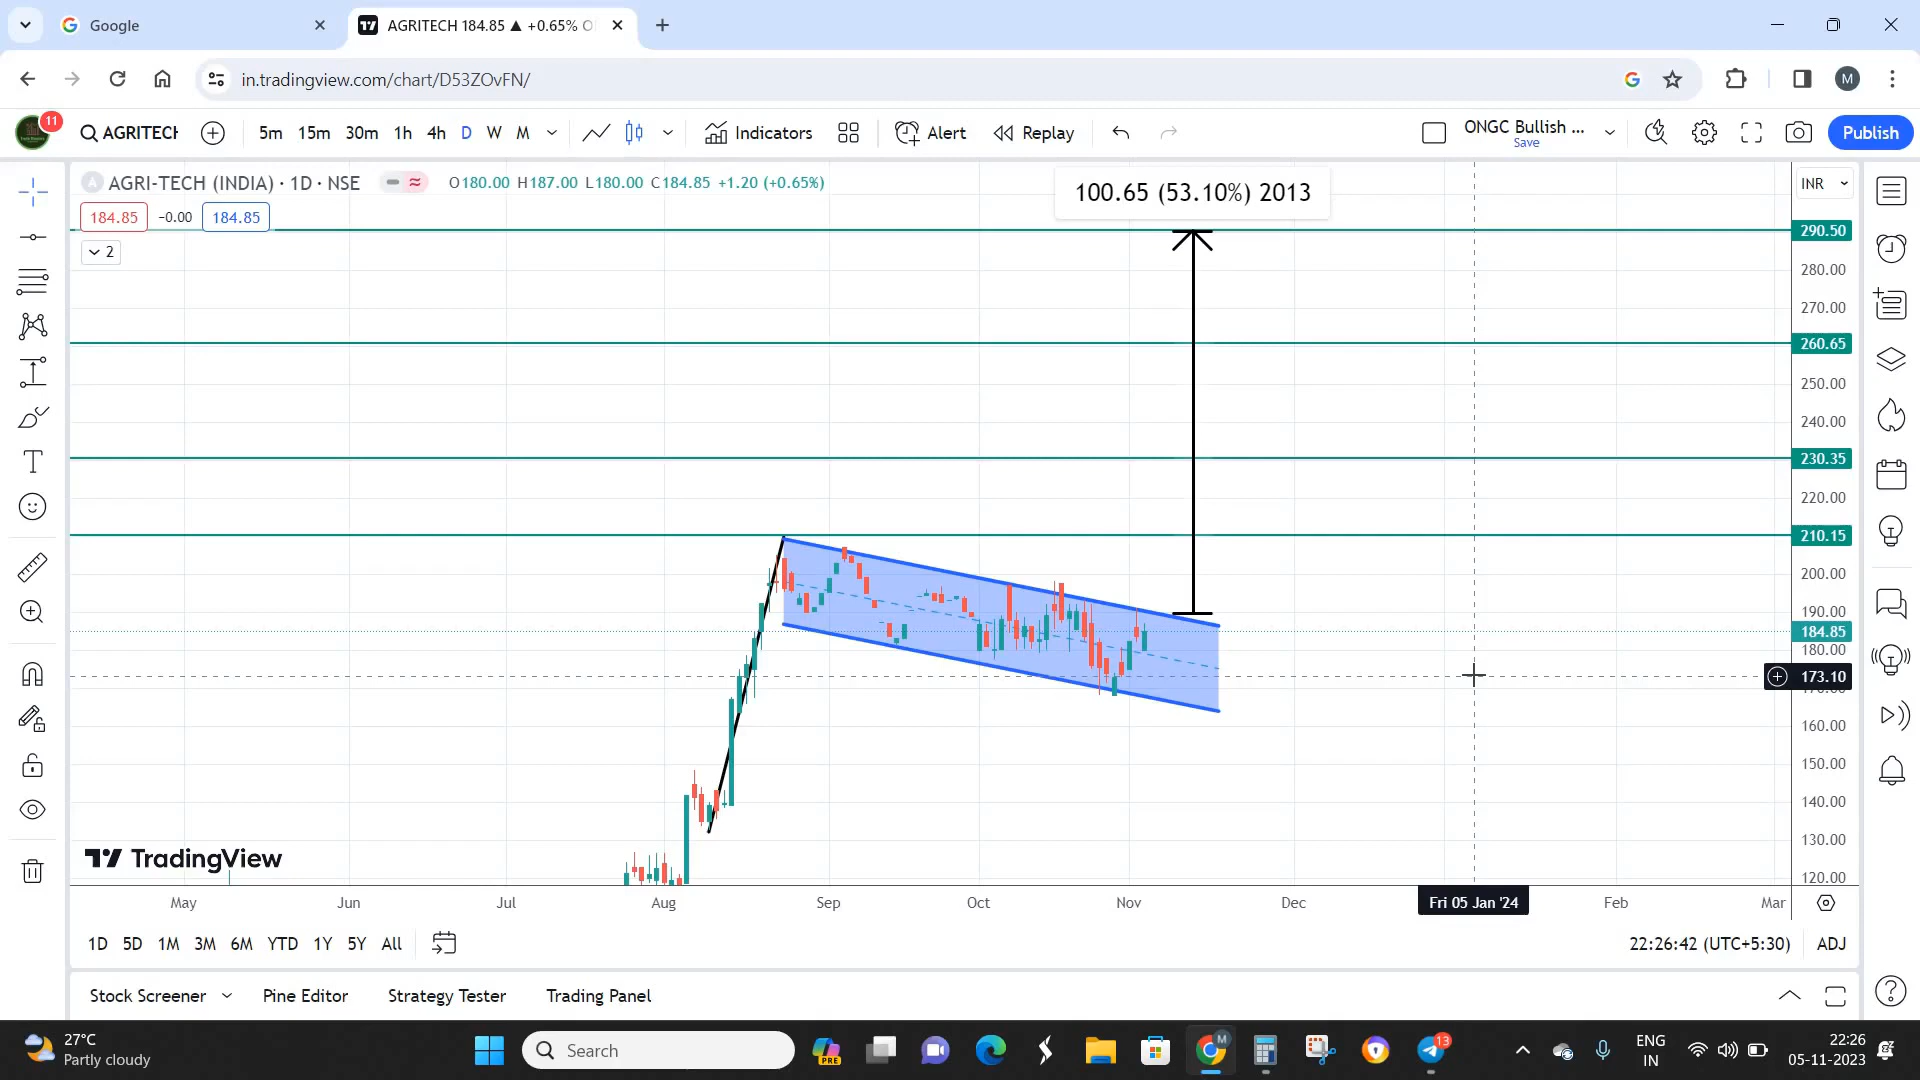 Google
AGRITECH 184.85 ▲ +0.65% O
in.tradingview.com/chart/D53ZOvFN/
M
11
AGRITECH
5m 15m 30m 1h 4h D W M
Indicators
Alert
Replay
ONGC Bullish ...
Save
Publish
AGRI-TECH (INDIA) · 1D · NSE
O180.00 H187.00 L180.00 C184.85 +1.20 (+0.65%)
184.85 -0.00 184.85
2
100.65 (53.10%) 2013
INR
290.50
280.00
270.00
260.65
250.00
240.00
230.35
220.00
210.15
200.00
190.00
184.85
180.00
173.10
170.00
160.00
150.00
140.00
130.00
120.00
TradingView
May Jun Jul Aug Sep Oct Nov Dec Fri 05 Jan '24 Feb Mar
1D 5D 1M 3M 6M YTD 1Y 5Y All
22:26:42 (UTC+5:30) ADJ
Stock Screener Pine Editor Strategy Tester Trading Panel
27°C
Partly cloudy
Search
PRE
M
13
ENG
IN
22:26
05-11-2023